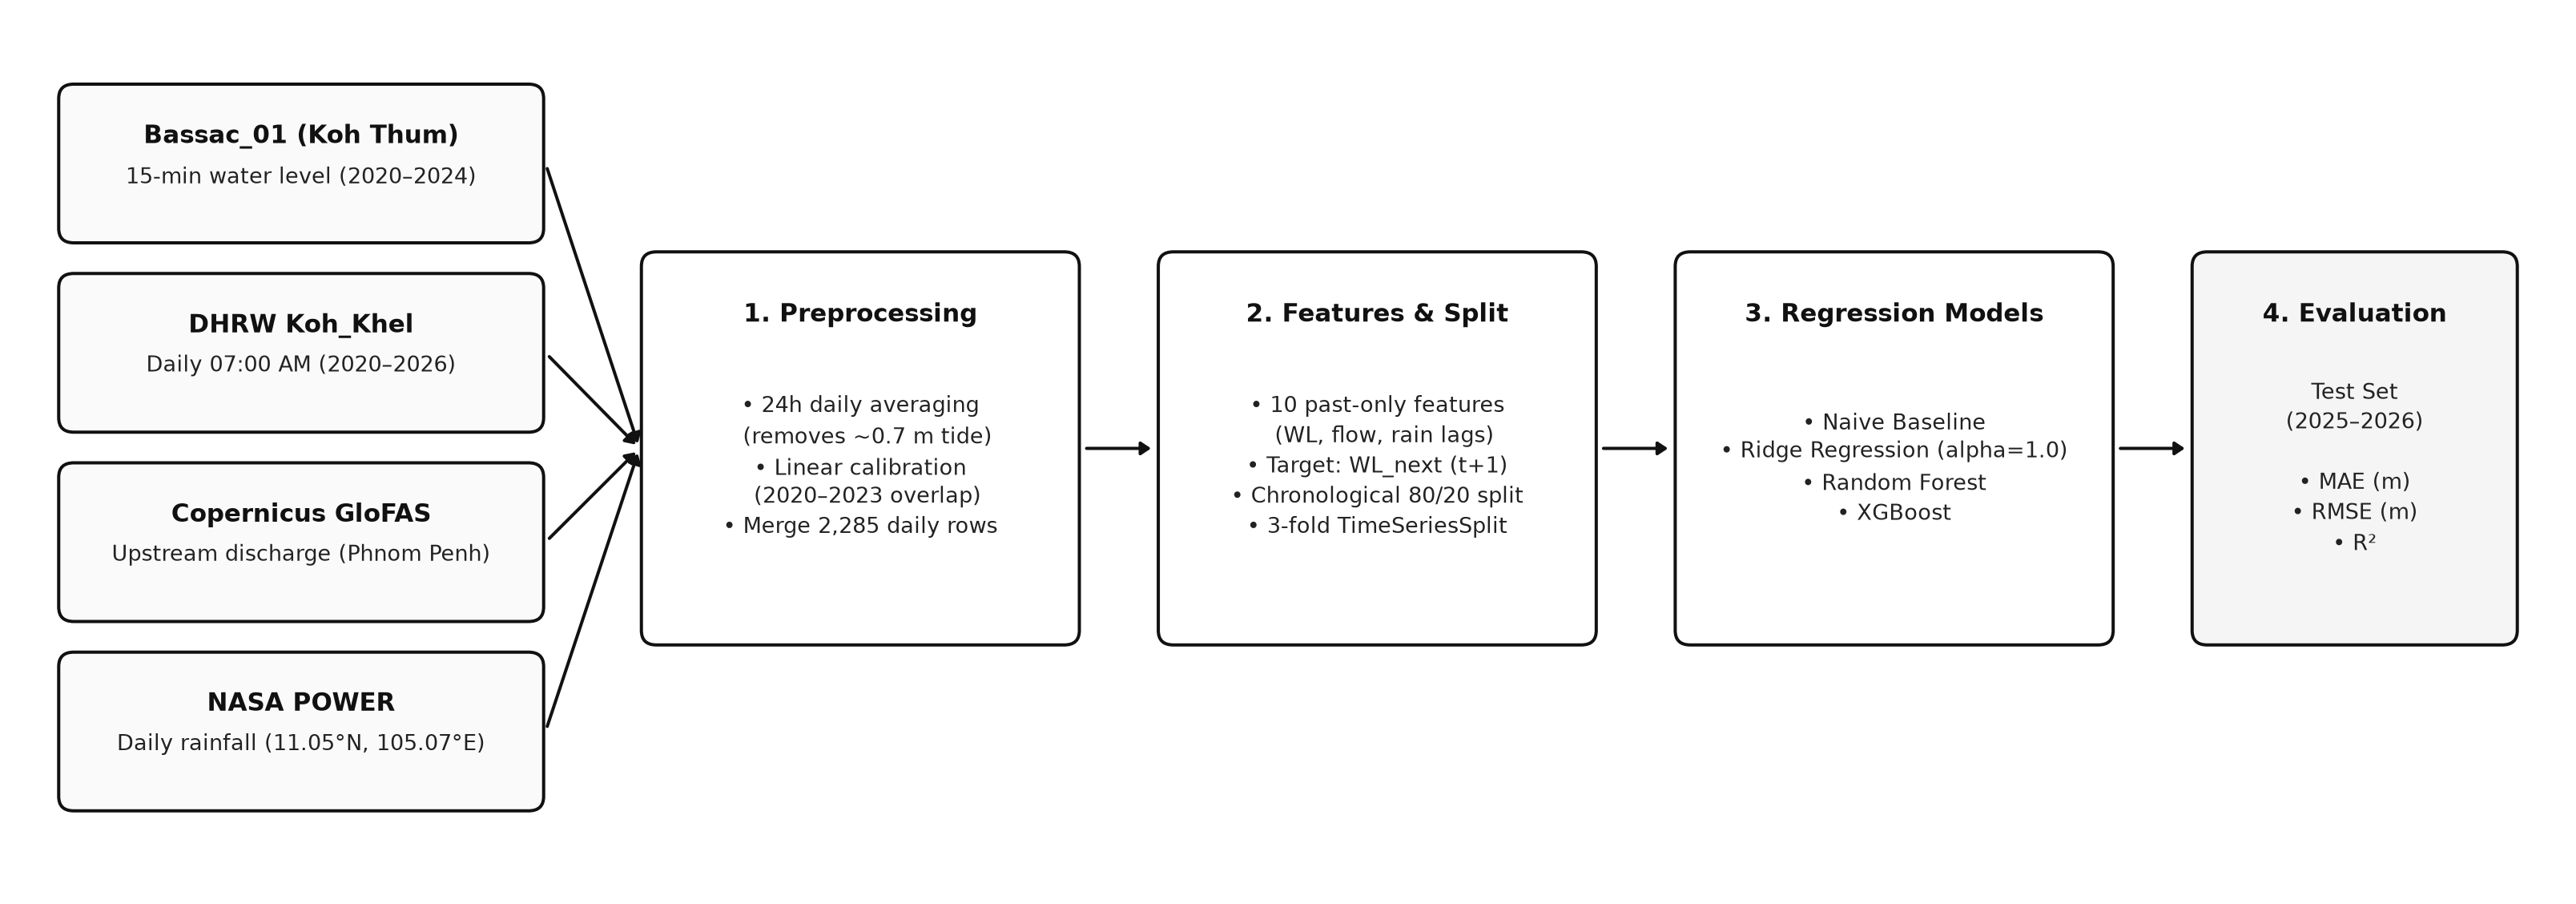 Bassac_01 (Koh Thum)
15-min water level (2020–2024)
DHRW Koh_Khel
Daily 07:00 AM (2020–2026)
Copernicus GloFAS
Upstream discharge (Phnom Penh)
NASA POWER
Daily rainfall (11.05°N, 105.07°E)
1. Preprocessing
• 24h daily averaging
(removes ~0.7 m tide)
• Linear calibration
(2020–2023 overlap)
• Merge 2,285 daily rows
2. Features & Split
• 10 past-only features
(WL, flow, rain lags)
• Target: WL_next (t+1)
• Chronological 80/20 split
• 3-fold TimeSeriesSplit
3. Regression Models
• Naive Baseline
• Ridge Regression (alpha=1.0)
• Random Forest
• XGBoost
4. Evaluation
Test Set
(2025–2026)
• MAE (m)
• RMSE (m)
• R²